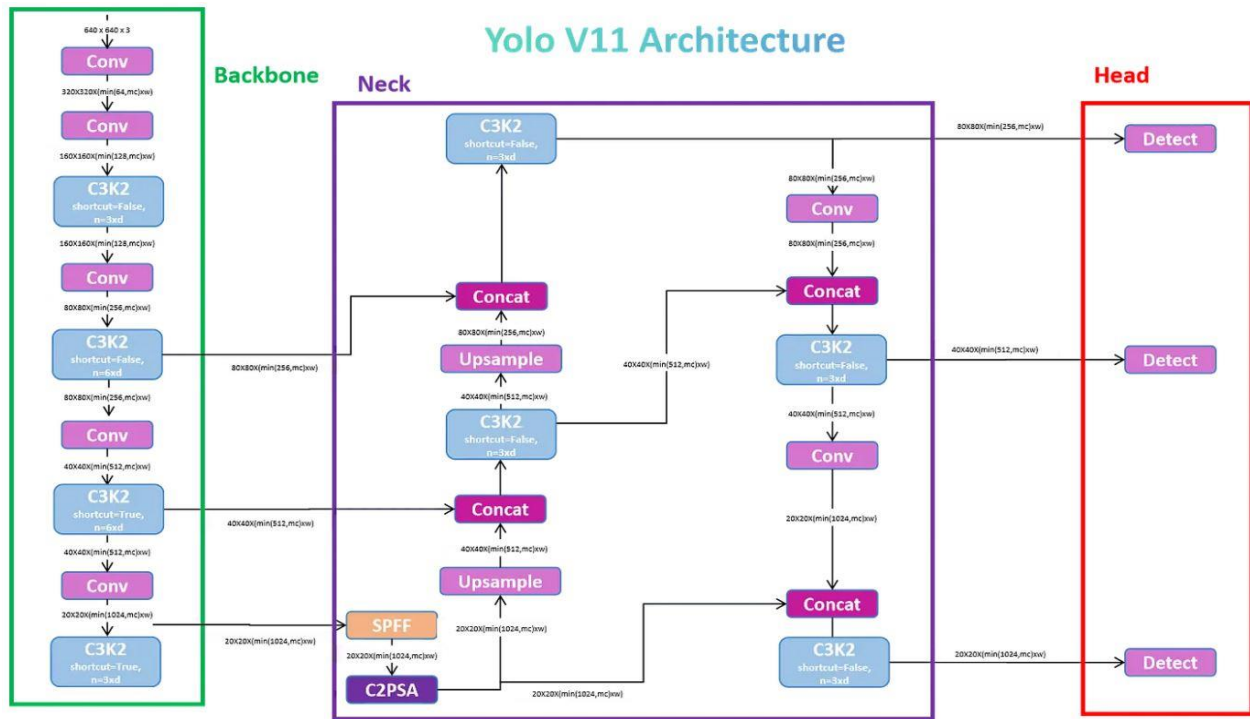 Yolo V11 Architecture
Backbone
640 x 640 x 3
Conv
320X320X(min(64,mc)xw)
Conv
160X160X(min(128,mc)xw)
C3K2
shortcut=False,
n=3xd
160X160X(min(128,mc)xw)
Conv
80X80X(min(256,mc)xw)
C3K2
shortcut=False,
n=6xd
80X80X(min(256,mc)xw)
80X80X(min(256,mc)xw)
Conv
40X40X(min(512,mc)xw)
C3K2
shortcut=True,
n=6xd
40X40X(min(512,mc)xw)
40X40X(min(512,mc)xw)
Conv
20X20X(min(1024,mc)xw)
20X20X(min(1024,mc)xw)
C3K2
shortcut=True,
n=3xd
Neck
C3K2
shortcut=False,
n=3xd
Concat
80X80X(min(256,mc)xw)
Upsample
40X40X(min(512,mc)xw)
C3K2
shortcut=False,
n=3xd
Concat
40X40X(min(512,mc)xw)
Upsample
20X20X(min(1024,mc)xw)
SPFF
20X20X(min(1024,mc)xw)
C2PSA
20X20X(min(1024,mc)xw)
40X40X(min(512,mc)xw)
80X80X(min(256,mc)xw)
Conv
80X80X(min(256,mc)xw)
Concat
C3K2
shortcut=False,
n=3xd
40X40X(min(512,mc)xw)
Conv
20X20X(min(1024,mc)xw)
Concat
C3K2
shortcut=False,
n=3xd
Head
80X80X(min(256,mc)xw)
Detect
40X40X(min(512,mc)xw)
Detect
20X20X(min(1024,mc)xw)
Detect